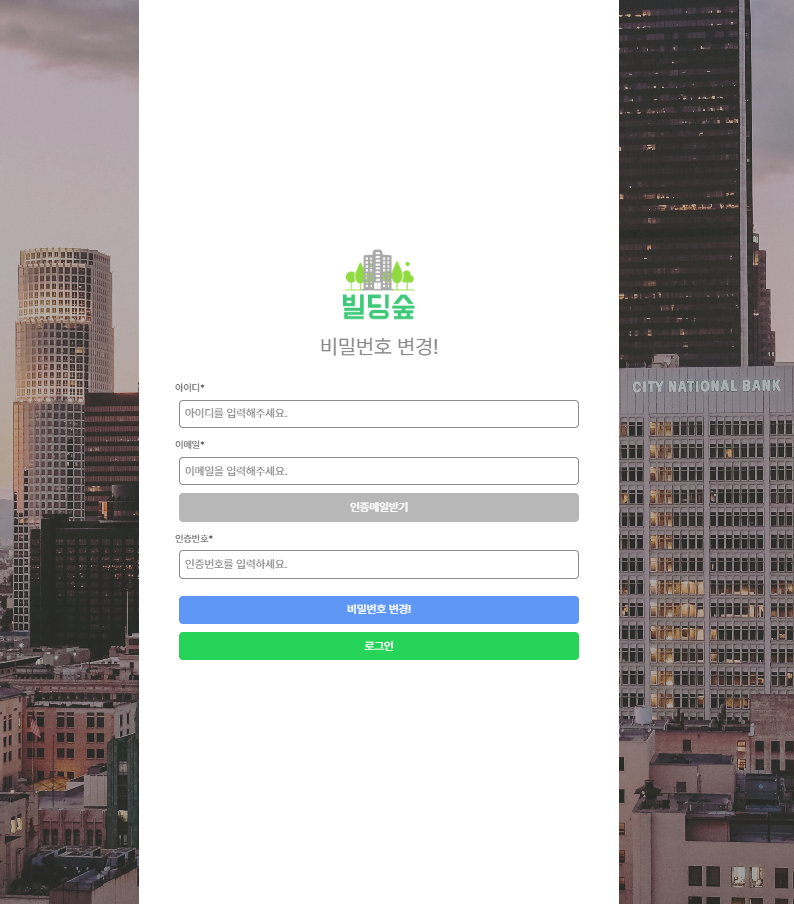 빌딩숲
비밀번호 변경!
CITY NATIONAL BANK
아이디*
아이디를 입력해주세요.
이메일*
이메일을 입력해주세요.
인증메일받기
인증번호*
인증번호를 입력하세요.
비밀번호 변경!
로그인